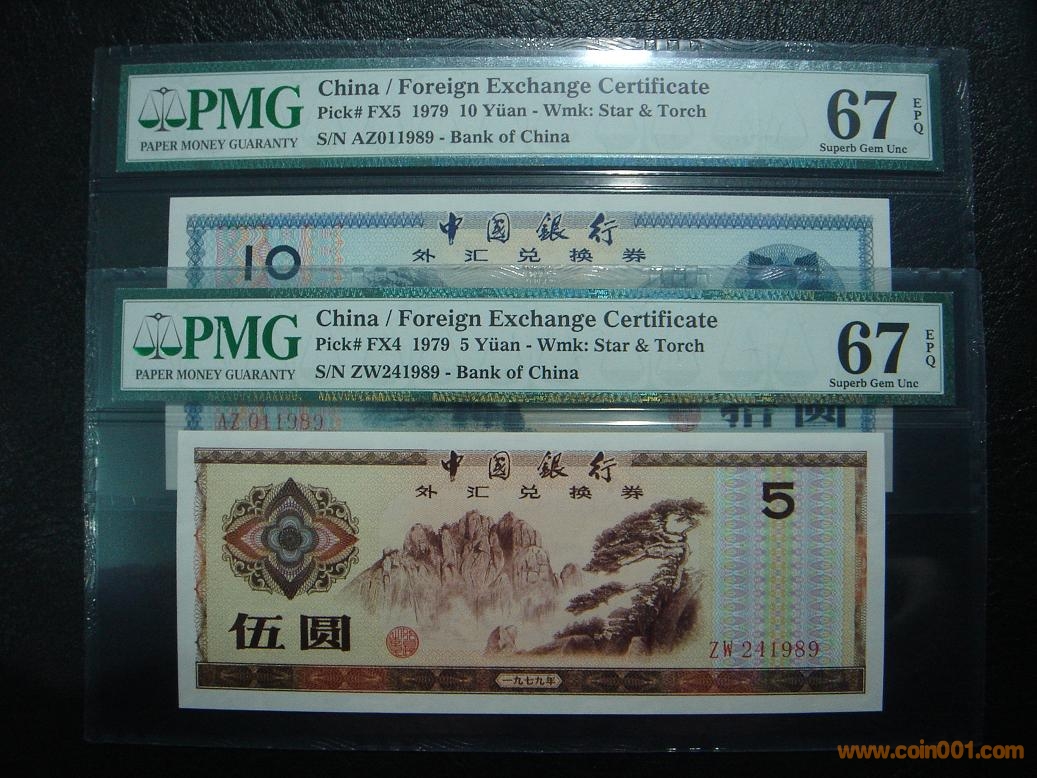 China / Foreign Exchange Certificate
PMG
Pick# FX5 1979 10 Yüan - Wmk: Star & Torch
PAPER MONEY GUARANTY
S/N AZ011989 - Bank of China
67
EPQ
Superb Gem Unc
中國銀行
外汇兑换券
10
China / Foreign Exchange Certificate
PMG
Pick# FX4 1979 5 Yüan - Wmk: Star & Torch
PAPER MONEY GUARANTY
S/N ZW241989 - Bank of China
67
EPQ
Superb Gem Unc
AZ 011989
拾圆
中國銀行
外汇兑换券
5
伍圆
ZW 241989
一九七九年
www.coin001.com